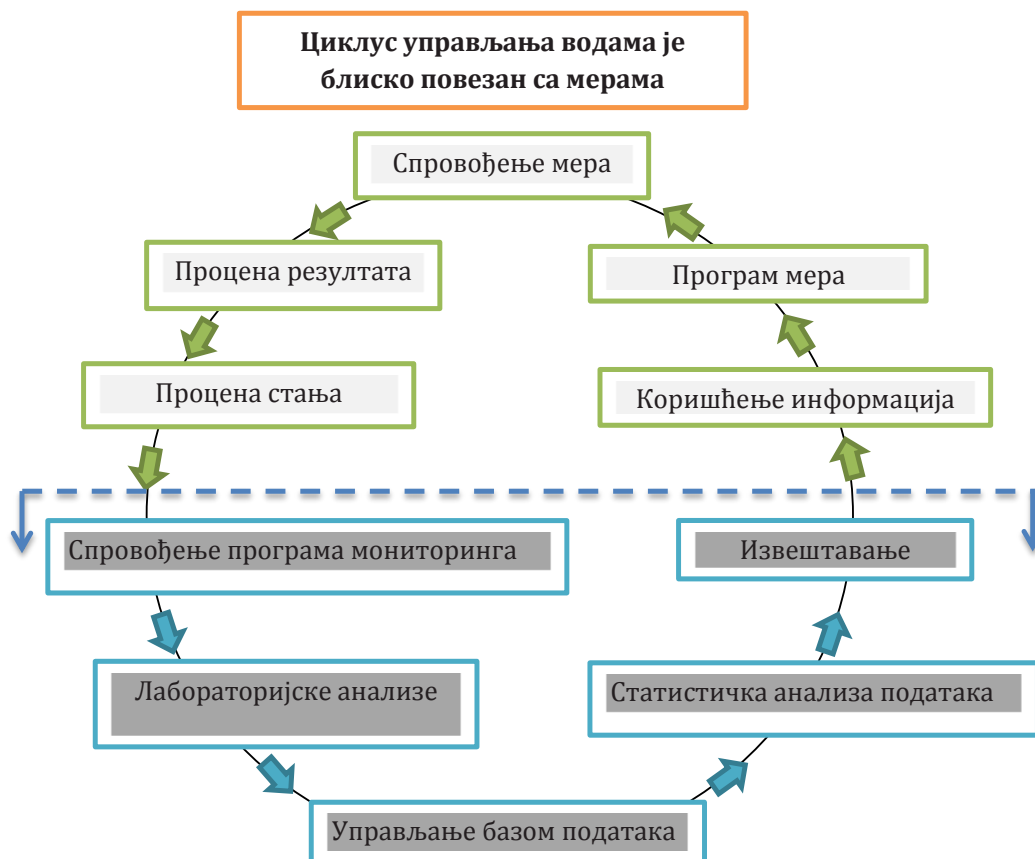 Циклус управљања водама је
блиско повезан са мерама
Спровођење мера
Процена резултата
Програм мера
Процена стања
Коришћење информација
Спровођење програма мониторинга
Извештавање
Лабораторијске анализе
Статистичка анализа података
Управљање базом података